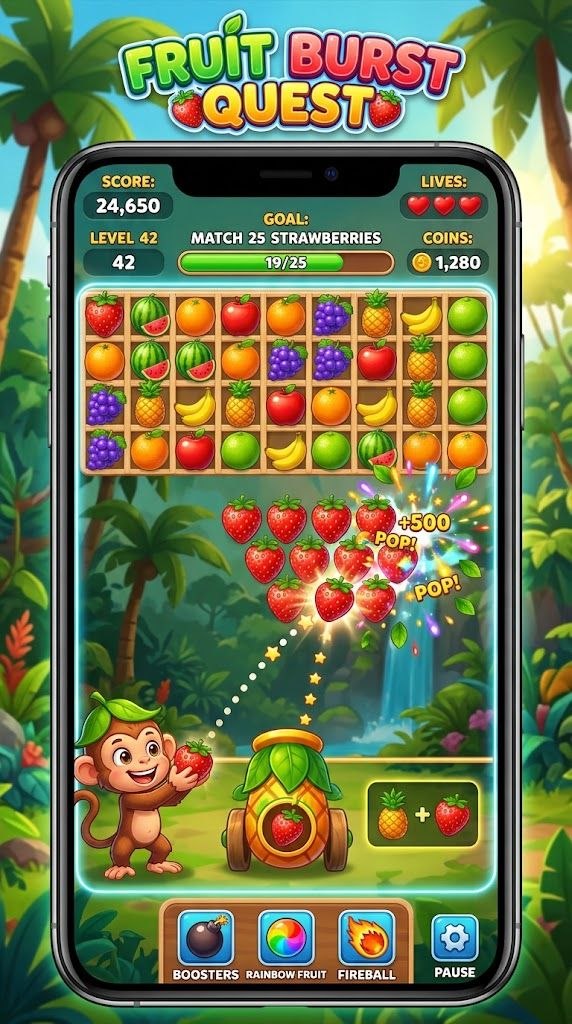 FRUIT BURST
QUEST
SCORE:
24,650
LEVEL 42
42
GOAL:
MATCH 25 STRAWBERRIES
19/25
LIVES:
COINS:
1,280
+500
POP!
POP!
+
BOOSTERS
RAINBOW FRUIT
FIREBALL
PAUSE